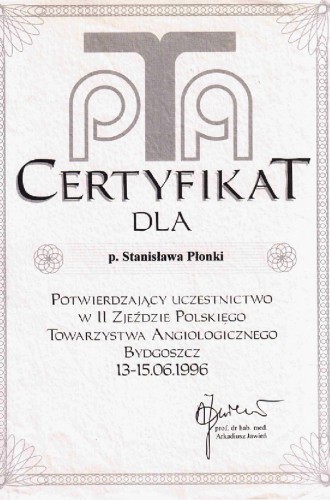 PTA
CERTYFIKAT
DLA
p. Stanisława Płonki
POTWIERDZAJĄCY UCZESTNICTWO
W II ZJEŹDZIE POLSKIEGO
TOWARZYSTWA ANGIOLOGICZNEGO
BYDGOSZCZ
13-15.06.1996
prof. dr hab. med.
Arkadiusz Jawień